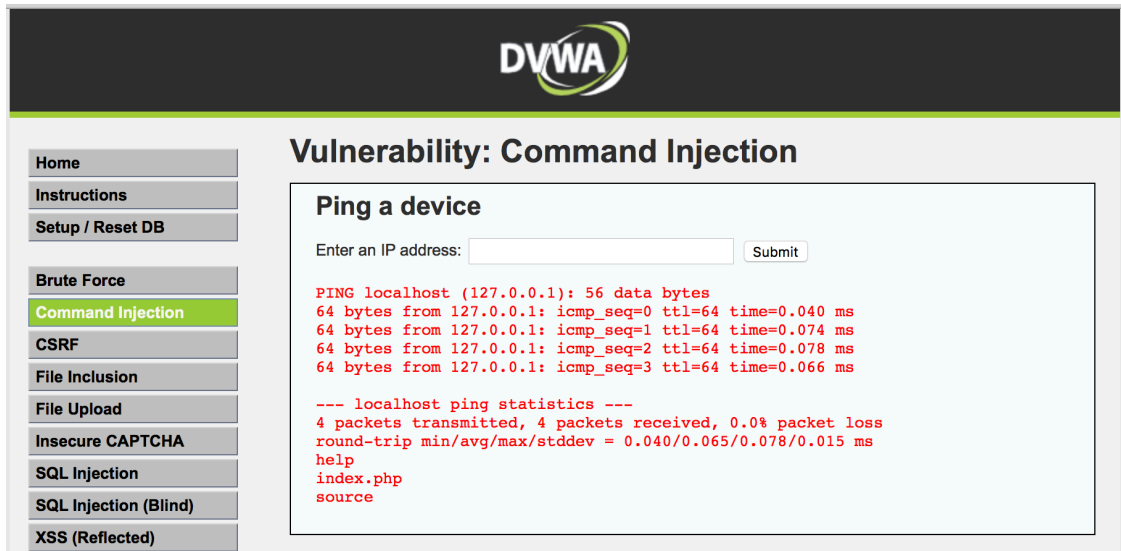 DVWA
Home
Instructions
Setup / Reset DB
Brute Force
Command Injection
CSRF
File Inclusion
File Upload
Insecure CAPTCHA
SQL Injection
SQL Injection (Blind)
XSS (Reflected)
Vulnerability: Command Injection
Ping a device
Enter an IP address: Submit
PING localhost (127.0.0.1): 56 data bytes
64 bytes from 127.0.0.1: icmp_seq=0 ttl=64 time=0.040 ms
64 bytes from 127.0.0.1: icmp_seq=1 ttl=64 time=0.074 ms
64 bytes from 127.0.0.1: icmp_seq=2 ttl=64 time=0.078 ms
64 bytes from 127.0.0.1: icmp_seq=3 ttl=64 time=0.066 ms
--- localhost ping statistics ---
4 packets transmitted, 4 packets received, 0.0% packet loss
round-trip min/avg/max/stddev = 0.040/0.065/0.078/0.015 ms
help
index.php
source